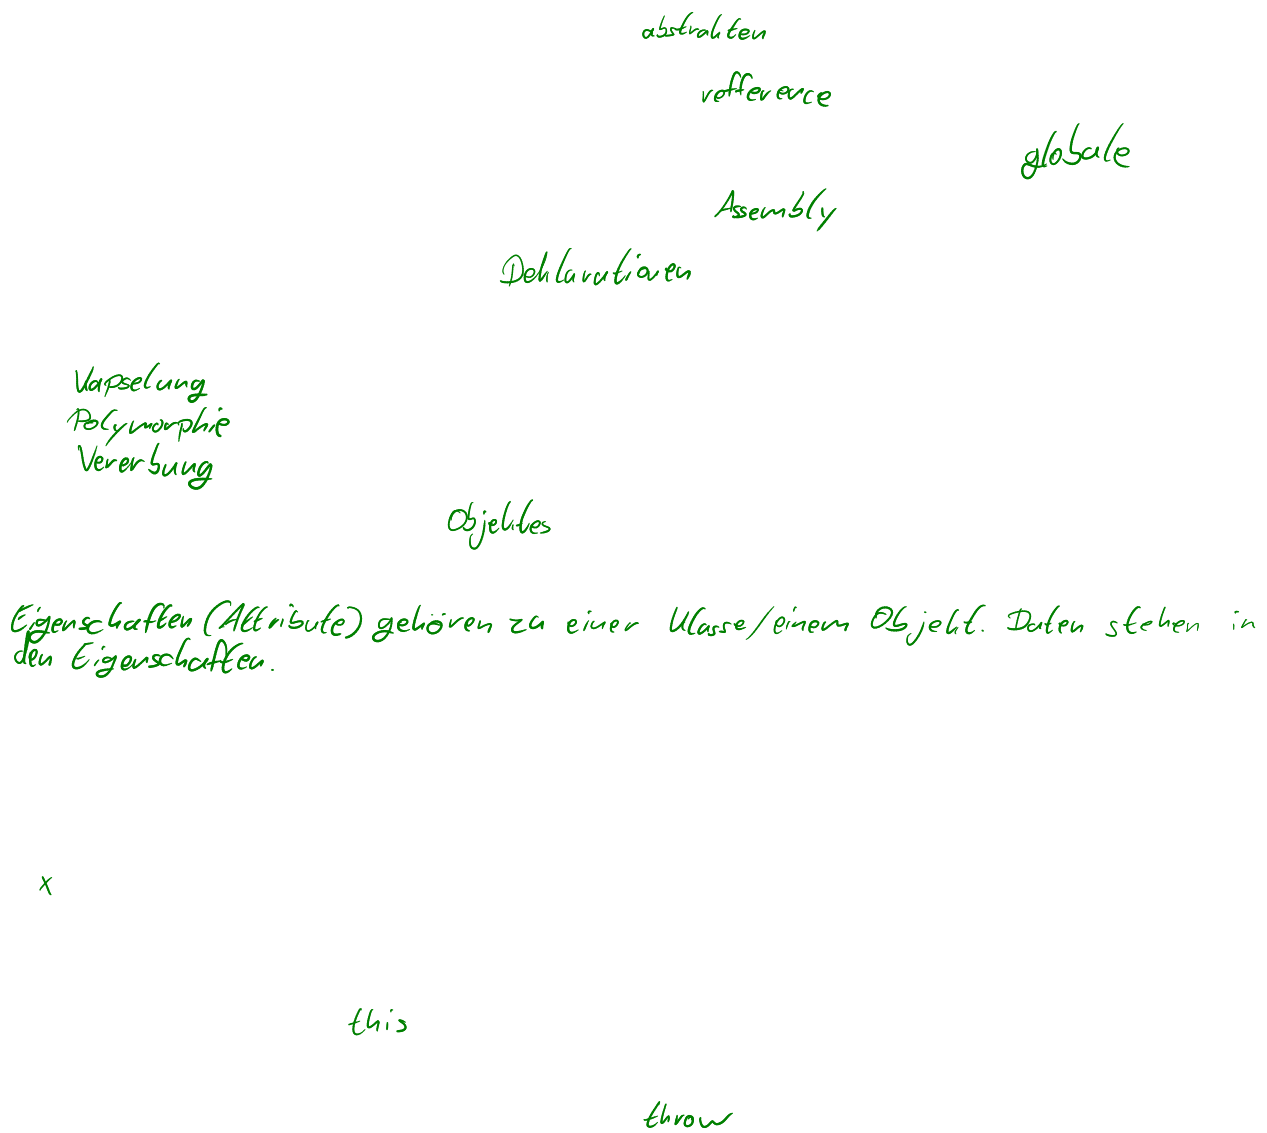 abstrakten
refference
globale
Assembly
Deklarationen
Kapselung
Polymorphie
Vererbung
Objektes
Eigenschaften (Attribute) gehören zu einer Klasse/einem Objekt. Daten stehen in
den Eigenschaften.
x
this
throw